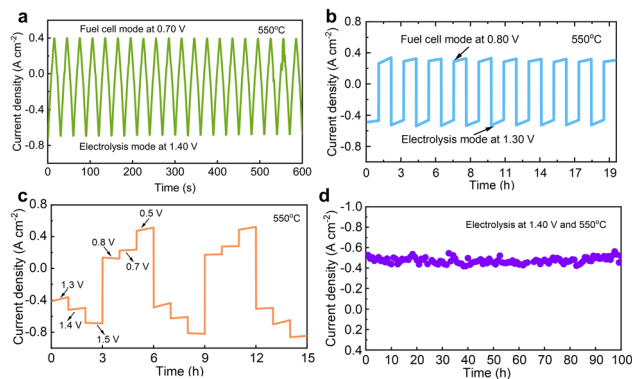 a
Fuel cell mode at 0.70 V
550°C
0.4
0.0
-0.4
-0.8
Electrolysis mode at 1.40 V
Current density (A cm⁻²)
0 100 200 300 400 500 600
Time (s)
b
550°C
Fuel cell mode at 0.80 V
0.8
0.4
0.0
-0.4
-0.8
Electrolysis mode at 1.30 V
Current density (A cm⁻²)
0 3 6 8 11 14 17 19
Time (h)
c
0.5 V
550°C
0.8 V
0.7 V
1.3 V
1.4 V
1.5 V
0.8
0.4
0.0
-0.4
-0.8
Current density (A cm⁻²)
0 3 6 9 12 15
Time (h)
d
Electrolysis at 1.40 V and 550°C
-1.0
-0.8
-0.6
-0.4
-0.2
0.0
0.2
0.4
Current density (A cm⁻²)
0 10 20 30 40 50 60 70 80 90 100
Time (h)